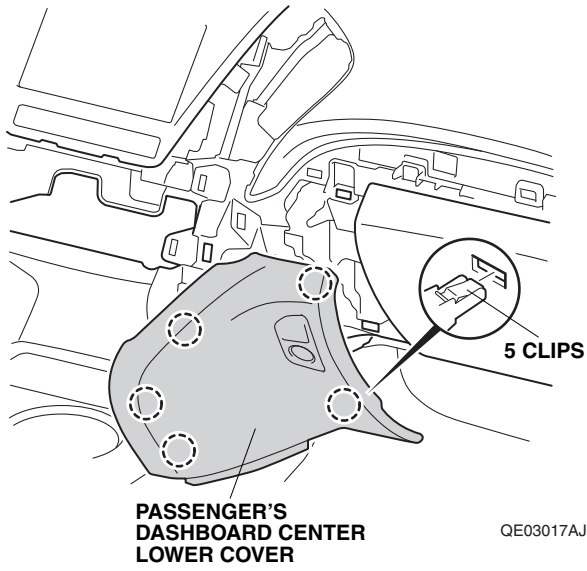 5 CLIPS
PASSENGER'S
DASHBOARD CENTER
LOWER COVER
QE03017AJ